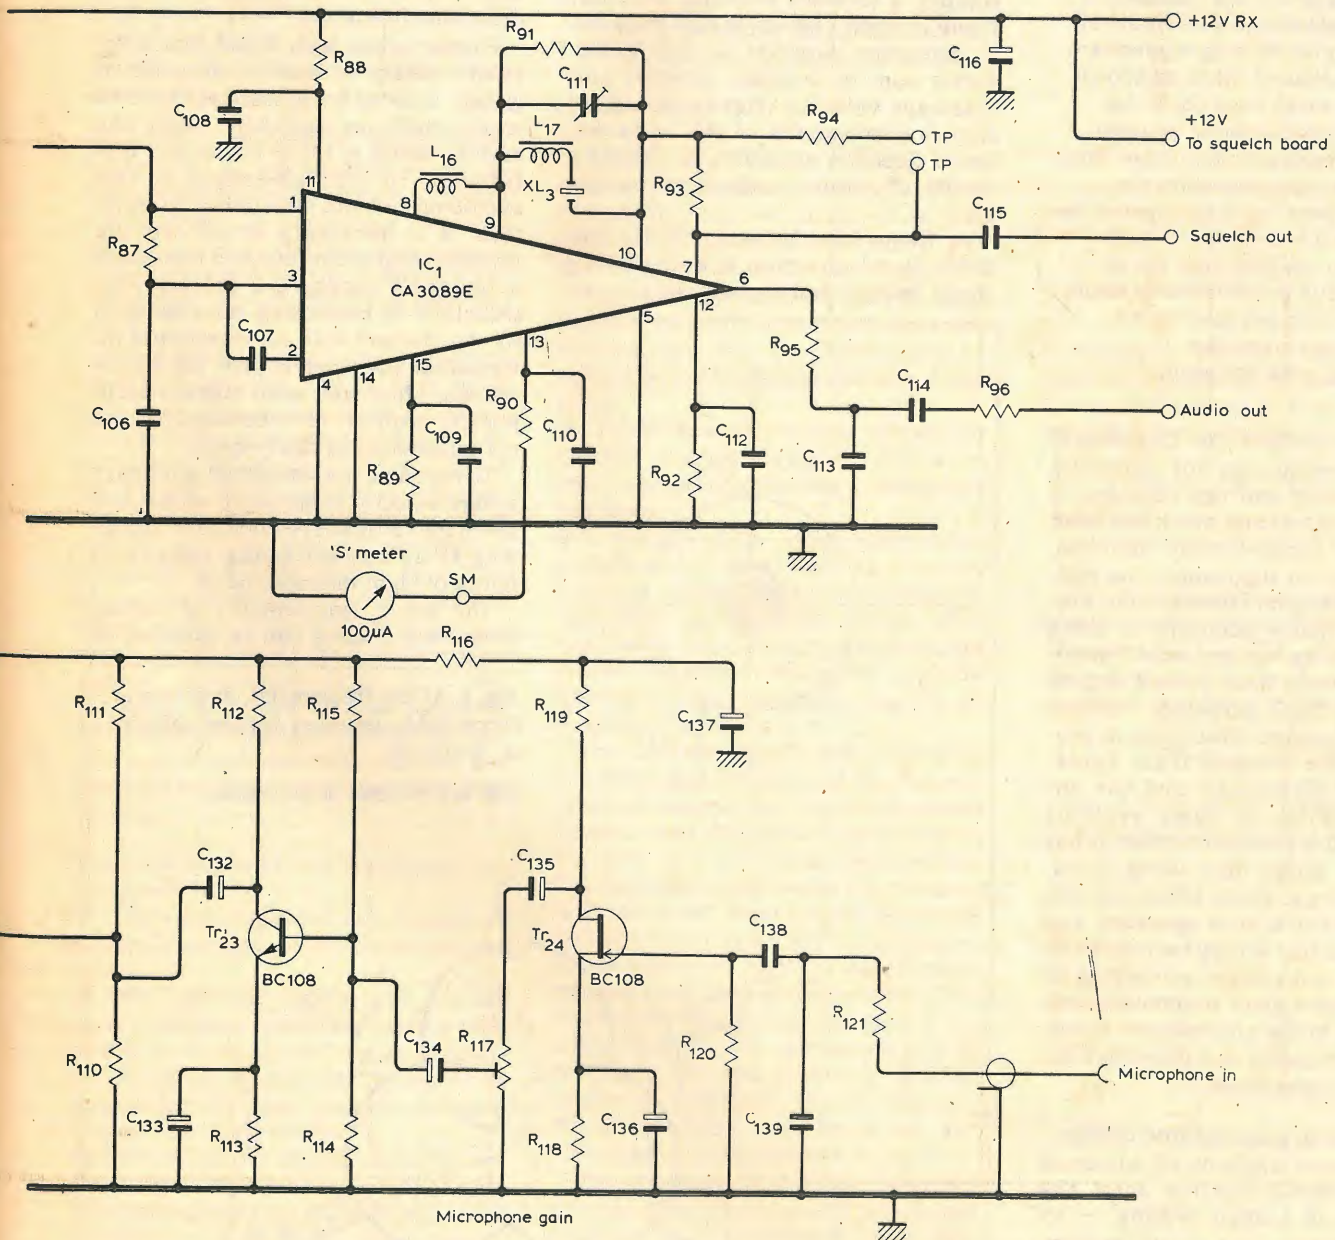 +12V RX
R88
R91
C116
C111
C108
R94
+12V
TP
To squelch board
L17
L16
TP
11
8
XL3
R93
C115
1
9
Squelch out
R87
10
7
IC1
CA3089E
3
6
12
5
C107
13
R95
2
15
4
14
R90
C114
R96
C106
C109
C110
C112
Audio out
C113
R89
R92
'S' meter
SM
100µA
R116
R111
R112
R115
R119
C137
C132
C135
Tr23
Tr24
C138
BC108
BC108
R121
C134
R117
R120
R110
Microphone in
C133
R113
R114
R118
C136
C139
Microphone gain